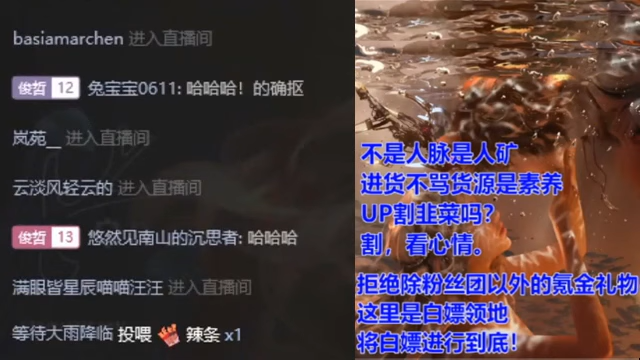 basiamarchen 进入直播间
俊哲 12 兔宝宝0611: 哈哈哈！的确抠
岚苑__ 进入直播间
云淡风轻云的 进入直播间
俊哲 13 悠然见南山的沉思者: 哈哈哈
满眼皆星辰喵喵汪汪 进入直播间
等待大雨降临 投喂 辣条 x1
不是人脉是人矿
进货不骂货源是素养
UP割韭菜吗？
割，看心情。
拒绝除粉丝团以外的氪金礼物
这里是白嫖领地
将白嫖进行到底！